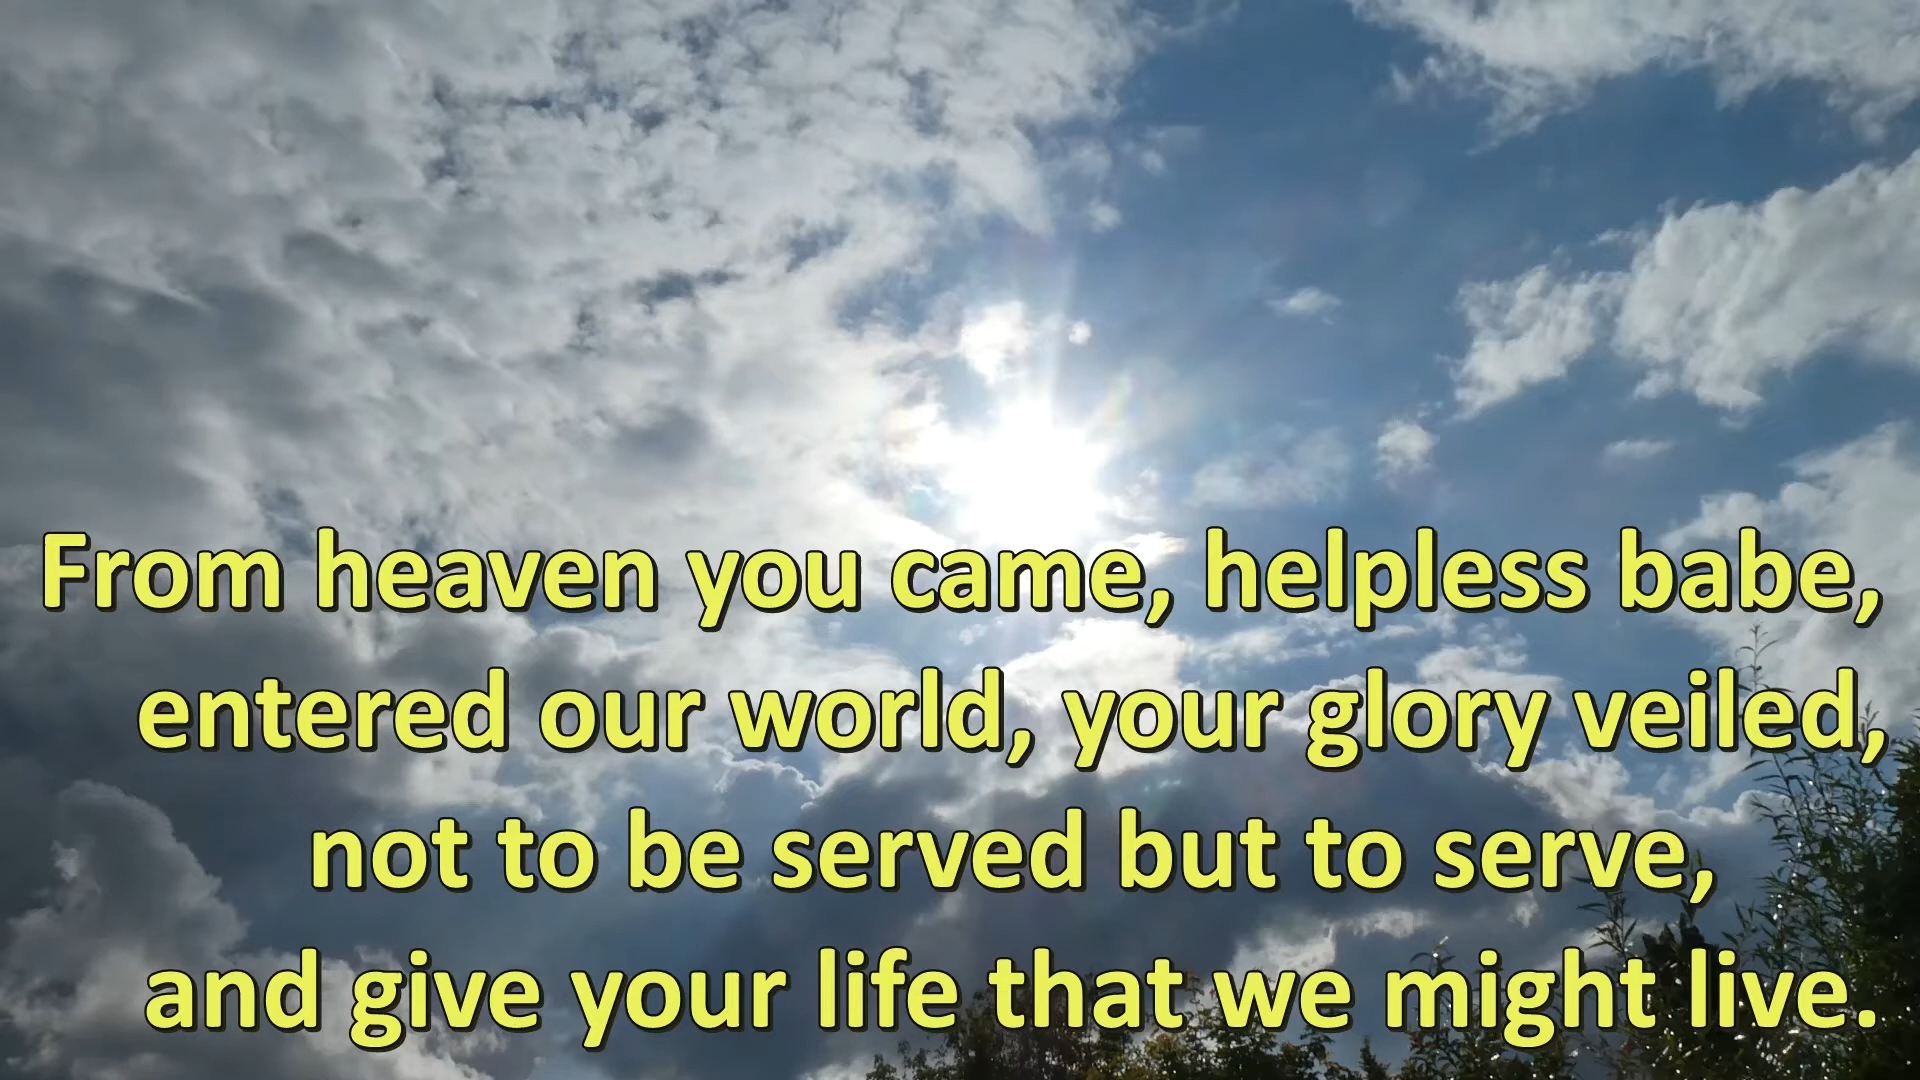 From heaven you came, helpless babe,
entered our world, your glory veiled,
not to be served but to serve,
and give your life that we might live.